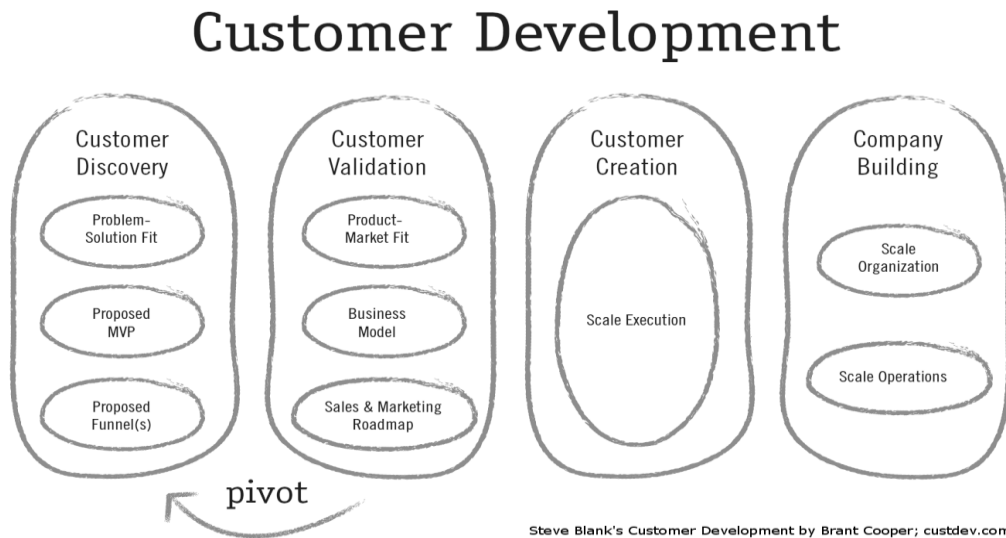 Customer Development
Customer
Discovery
Problem-
Solution Fit
Proposed
MVP
Proposed
Funnel(s)
Customer
Validation
Product-
Market Fit
Business
Model
Sales & Marketing
Roadmap
Customer
Creation
Scale Execution
Company
Building
Scale
Organization
Scale Operations
pivot
Steve Blank's Customer Development by Brant Cooper; custdev.com